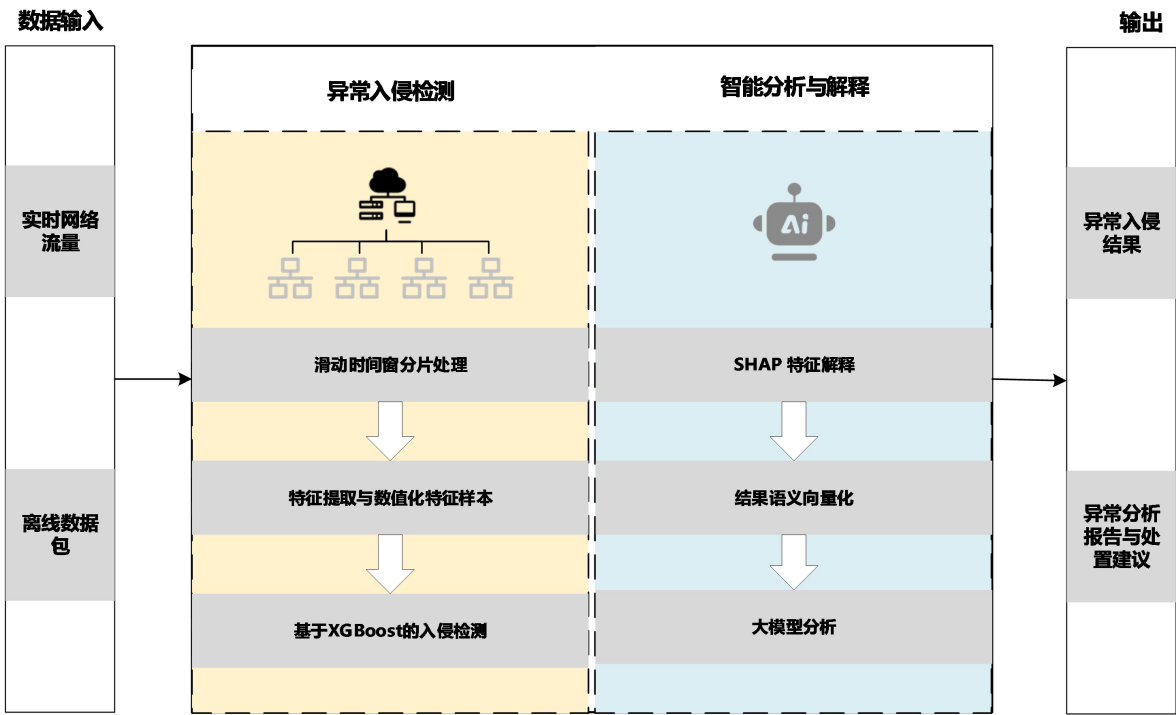 数据输入
实时网络
流量
离线数据
包
异常入侵检测
滑动时间窗分片处理
特征提取与数值化特征样本
基于XGBoost的入侵检测
智能分析与解释
Ai
SHAP 特征解释
结果语义向量化
大模型分析
输出
异常入侵
结果
异常分析
报告与处
置建议